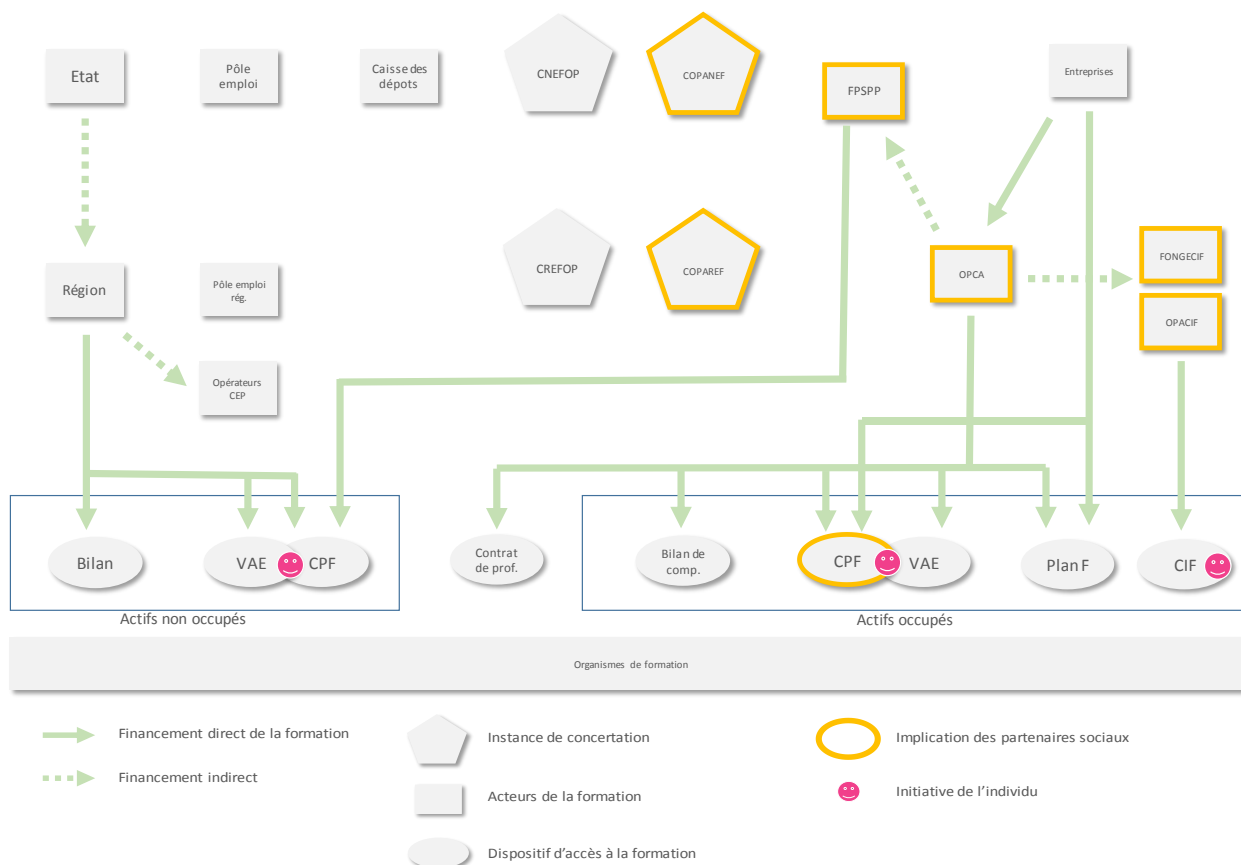 Etat
Pôle
emploi
Caisse des
dépots
CNEFOP
COPANEF
FPSPP
Entreprises
Région
Pôle emploi
rég.
CREFOP
COPAREF
OPCA
FONGECIF
OPACIF
Opérateurs
CEP
Bilan
VAE
CPF
Contrat
de prof.
Bilan de
comp.
CPF
VAE
Plan F
CIF
Actifs non occupés
Actifs occupés
Organismes de formation
Financement direct de la formation
Financement indirect
Instance de concertation
Acteurs de la formation
Dispositif d'accès à la formation
Implication des partenaires sociaux
Initiative de l'individu